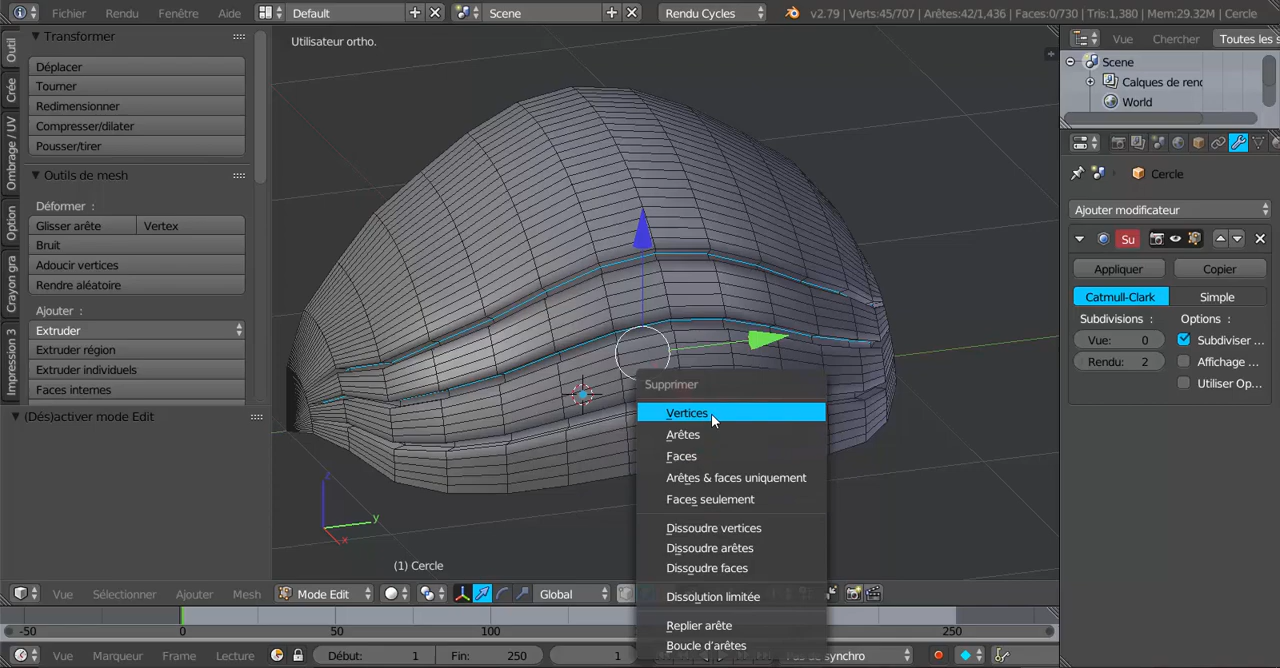 Fichier Rendu Fenêtre Aide Default Scene Rendu Cycles v2.79 | Verts:45/707 | Arêtes:42/1,436 | Faces:0/730 | Tris:1,380 | Mem:29.32M | Cercle
Transformer
Déplacer
Tourner
Redimensionner
Compresser/dilater
Pousser/tirer
Outils de mesh
Déformer :
Glisser arête Vertex
Bruit
Adoucir vertices
Rendre aléatoire
Ajouter :
Extruder
Extruder région
Extruder individuels
Faces internes
(Dés)activer mode Edit
Outil
Crée
Ombrage / UV
Option
Crayon gra
Impression 3
Utilisateur ortho.
z
y
x
(1) Cercle
Supprimer
Vertices
Arêtes
Faces
Arêtes & faces uniquement
Faces seulement
Dissoudre vertices
Dissoudre arêtes
Dissoudre faces
Dissolution limitée
Replier arête
Boucle d'arêtes
Vue Chercher Toutes les s
Scene
Calques de rend
World
Cercle
Ajouter modificateur
Su
Appliquer Copier
Catmull-Clark Simple
Subdivisions : Options :
Vue: 0 Subdiviser ...
Rendu: 2 Affichage ...
Utiliser Op...
Vue Sélectionner Ajouter Mesh Mode Edit Global
-50 0 50 100 250
Vue Marqueur Frame Lecture Début: 1 Fin: 250 1 Pas de synchro